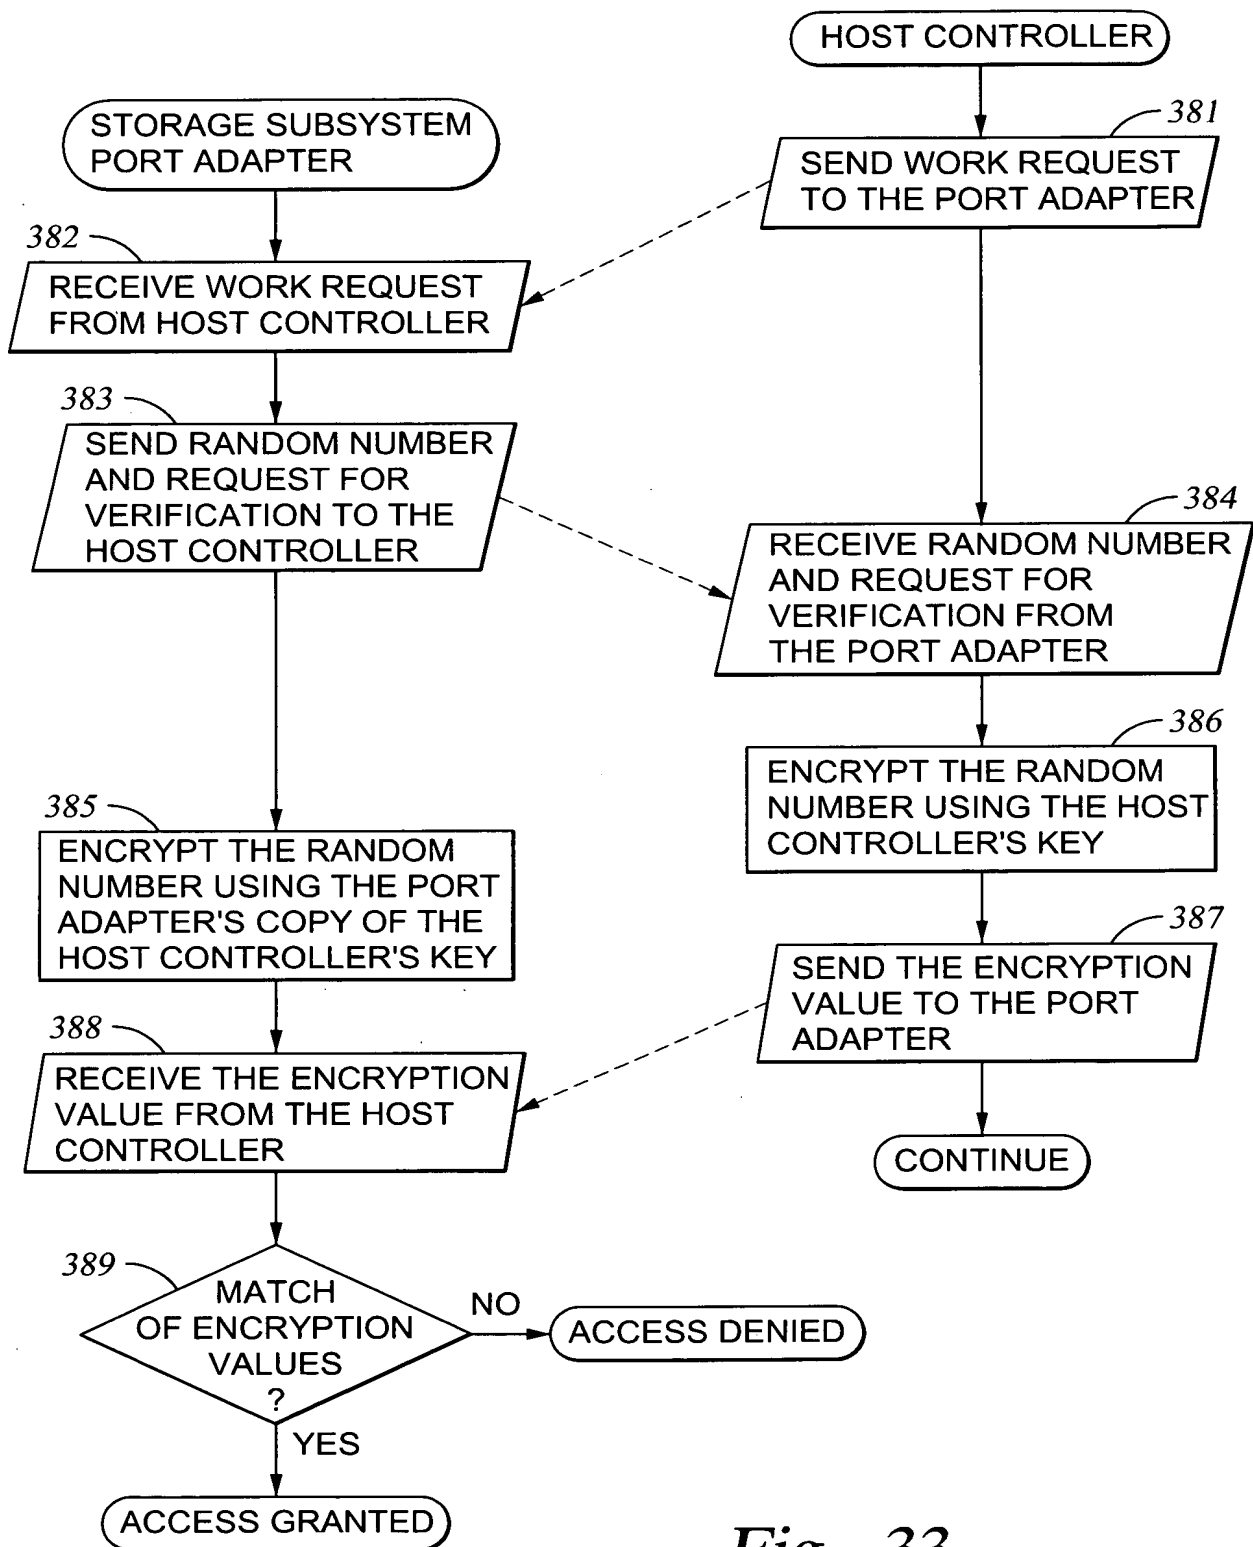 HOST CONTROLLER
STORAGE SUBSYSTEM
PORT ADAPTER
381
SEND WORK REQUEST
TO THE PORT ADAPTER
382
RECEIVE WORK REQUEST
FROM HOST CONTROLLER
383
SEND RANDOM NUMBER
AND REQUEST FOR
VERIFICATION TO THE
HOST CONTROLLER
384
RECEIVE RANDOM NUMBER
AND REQUEST FOR
VERIFICATION FROM
THE PORT ADAPTER
386
ENCRYPT THE RANDOM
NUMBER USING THE HOST
CONTROLLER'S KEY
385
ENCRYPT THE RANDOM
NUMBER USING THE PORT
ADAPTER'S COPY OF THE
HOST CONTROLLER'S KEY
387
SEND THE ENCRYPTION
VALUE TO THE PORT
ADAPTER
388
RECEIVE THE ENCRYPTION
VALUE FROM THE HOST
CONTROLLER
CONTINUE
389
MATCH
OF ENCRYPTION
VALUES
?
NO
ACCESS DENIED
YES
ACCESS GRANTED
Fig. 33